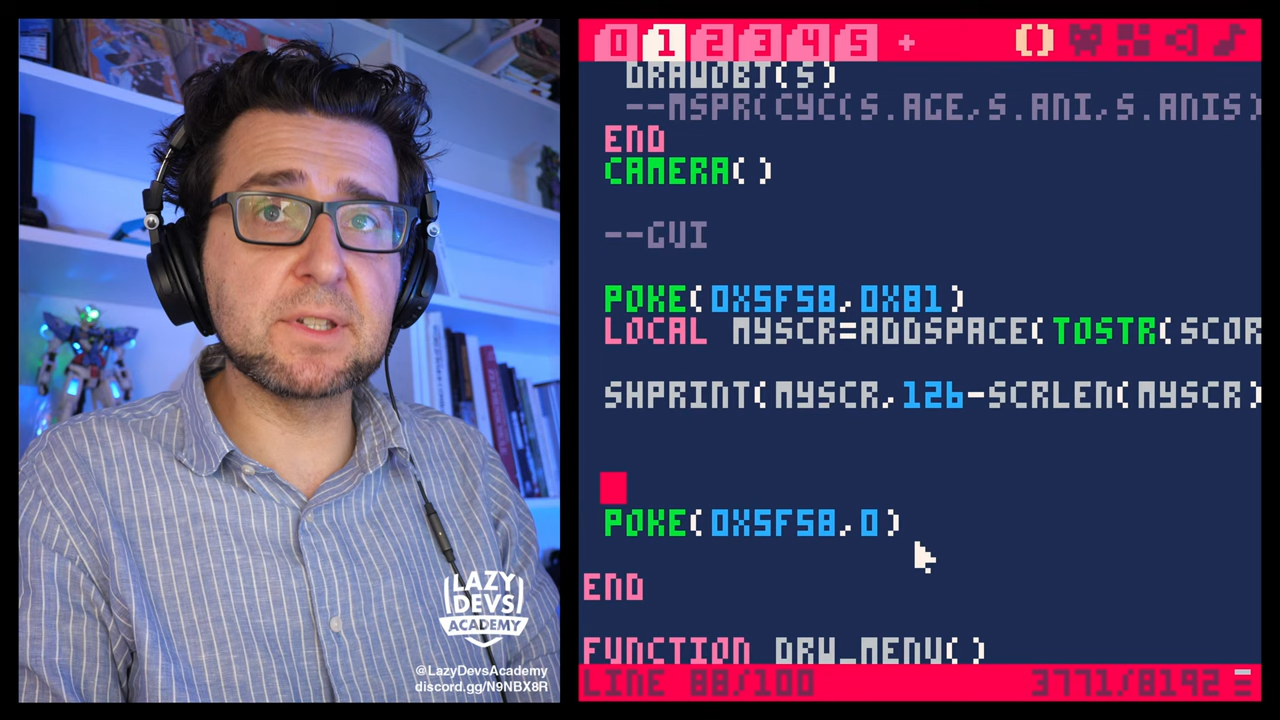 LAZY
DEVS
ACADEMY
@LazyDevsAcademy
discord.gg/N9NBX8R
0 1 2 3 4 5 +
DRAWOBJ(S)
--MSPR(CYC(S.AGE,S.ANI,S.ANIS)
END
CAMERA()
--GUI
POKE(0X5F58,0X81)
LOCAL MYSCR=ADDSPACE(TOSTR(SCOR
SHPRINT(MYSCR,126-SCRLEN(MYSCR)
POKE(0X5F58,0)
END
FUNCTION DRW_MENU()
LINE 88/100
3771/8192